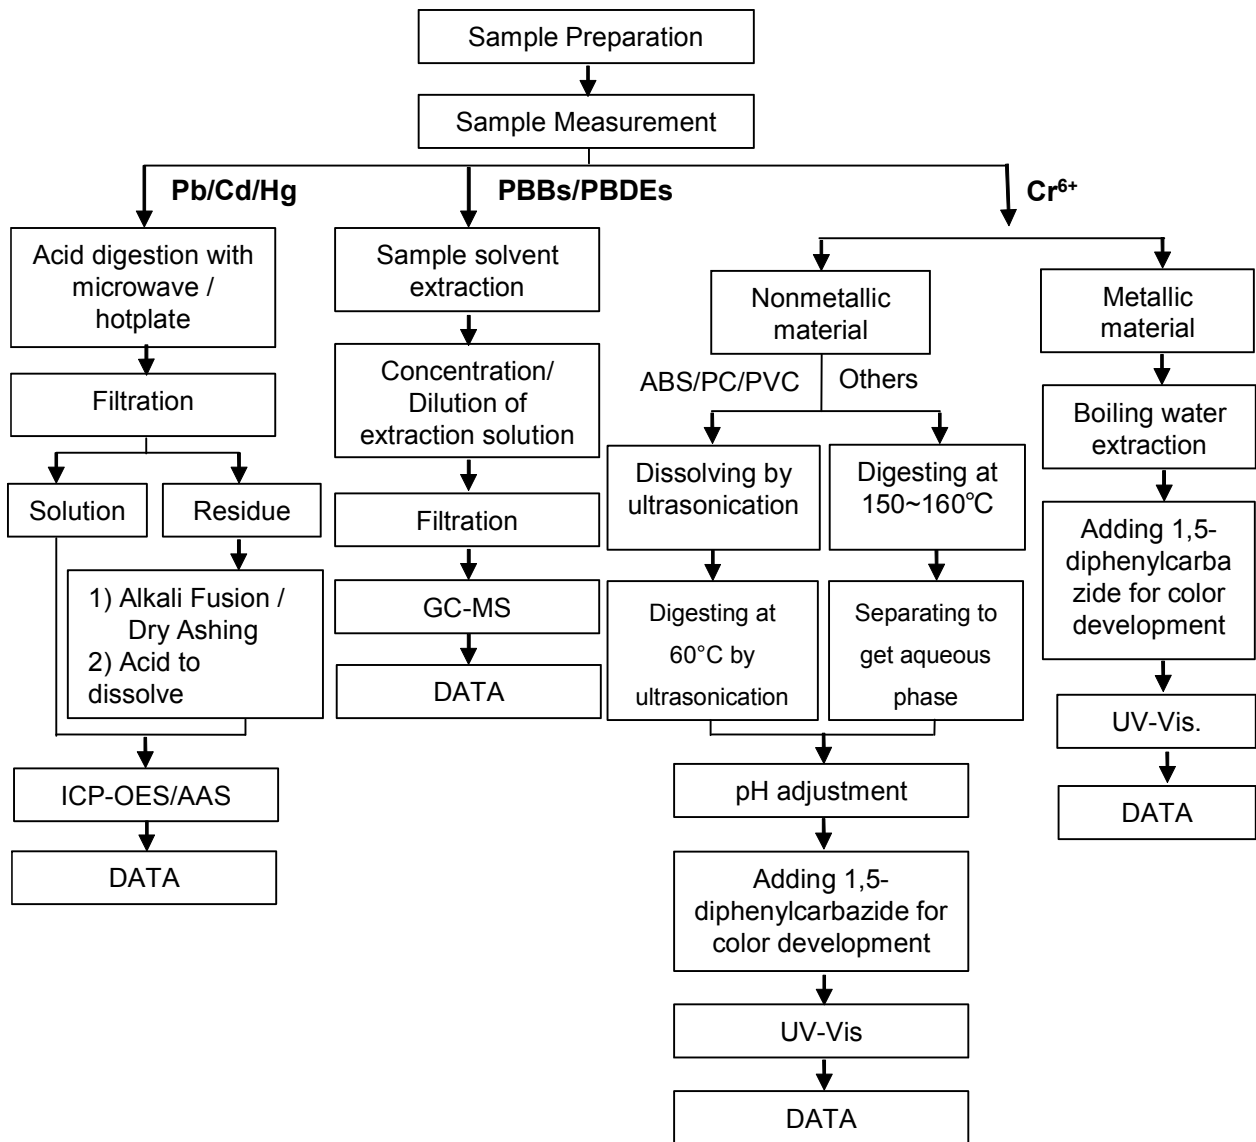 Sample Preparation
Sample Measurement
Pb/Cd/Hg
PBBs/PBDEs
Cr⁶⁺
Acid digestion with
microwave /
hotplate
Filtration
Solution
Residue
1) Alkali Fusion /
Dry Ashing
2) Acid to
dissolve
ICP-OES/AAS
DATA
Sample solvent
extraction
Concentration/
Dilution of
extraction solution
Filtration
GC-MS
DATA
Nonmetallic
material
ABS/PC/PVC
Others
Dissolving by
ultrasonication
Digesting at
60°C by
ultrasonication
Digesting at
150~160℃
Separating to
get aqueous
phase
pH adjustment
Adding 1,5-
diphenylcarbazide for
color development
UV-Vis
DATA
Metallic
material
Boiling water
extraction
Adding 1,5-
diphenylcarba
zide for color
development
UV-Vis.
DATA